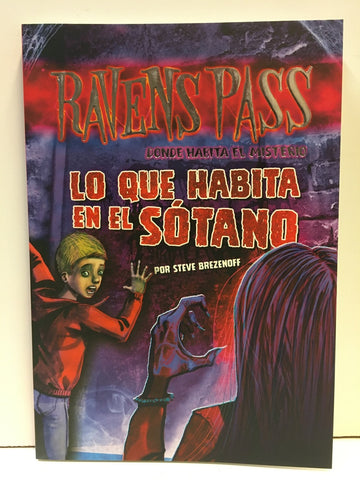 RAVENS PASS
DONDE HABITA EL MISTERIO
LO QUE HABITA
EN EL SÓTANO
POR STEVE BREZENOFF